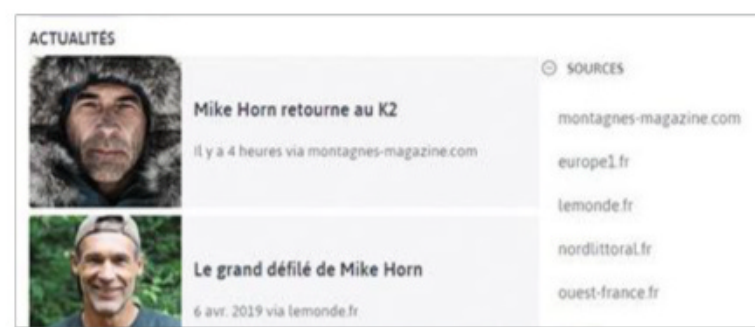 ACTUALITÉS
Mike Horn retourne au K2
Il y a 4 heures via montagnes-magazine.com
Le grand défilé de Mike Horn
6 avr. 2019 via lemonde.fr
SOURCES
montagnes-magazine.com
europe1.fr
lemonde.fr
nordlittoral.fr
ouest-france.fr